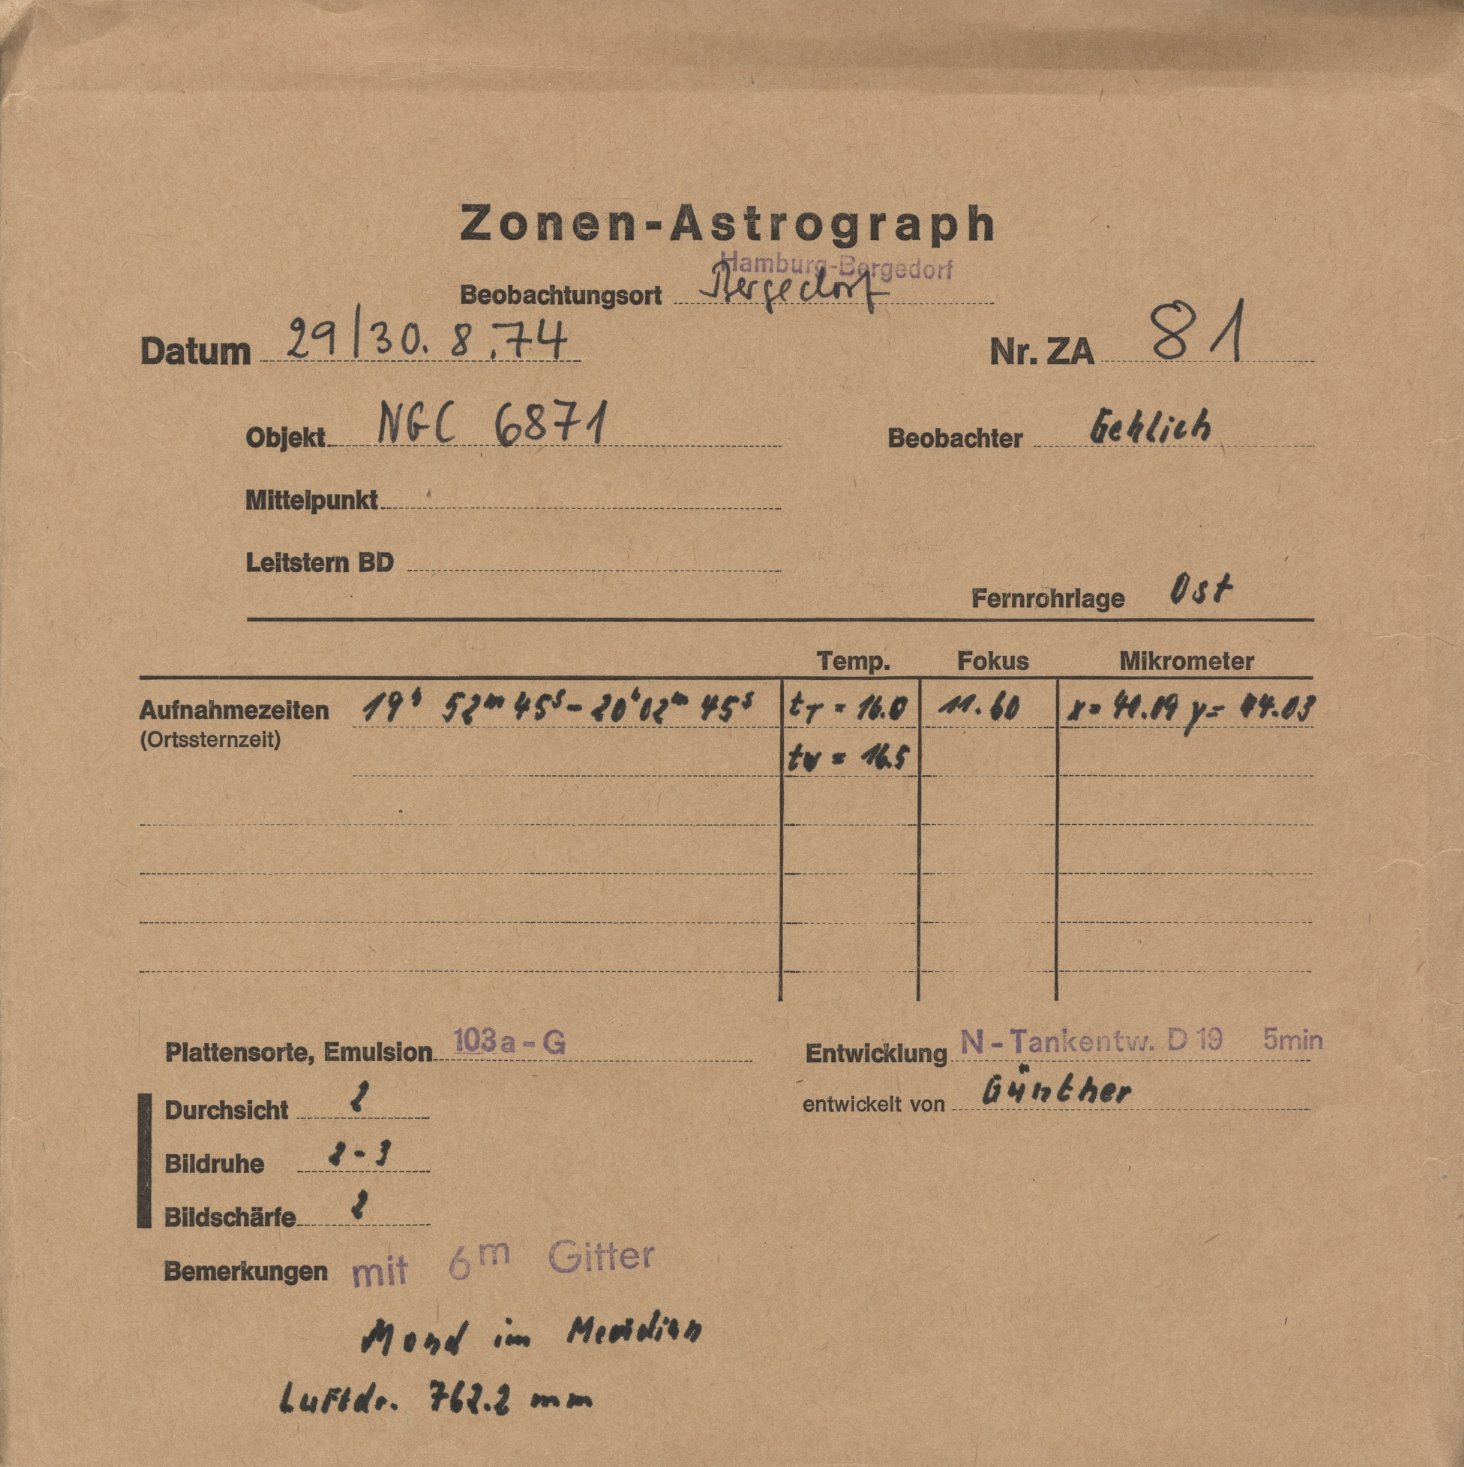 Zonen-Astrograph
Hamburg-Bergedorf
Beobachtungsort Bergedorf
Datum 29/30. 8.74 Nr. ZA 81
Objekt NGC 6871 Beobachter Gehlich
Mittelpunkt
Leitstern BD
Fernrohrlage Ost
Temp. Fokus Mikrometer
Aufnahmezeiten 19h 52m 45s - 20h 02m 45s tT = 16.0 11.60 x= y=
(Ortssternzeit) tw = 16.5
Plattensorte, Emulsion 103a-G Entwicklung N-Tankentw. D 19 5min
Durchsicht 2 entwickelt von Günther
Bildruhe 2-3
Bildschärfe 2
Bemerkungen mit 6m Gitter
Mond im Meridian
Luftdr. 762.2 mm